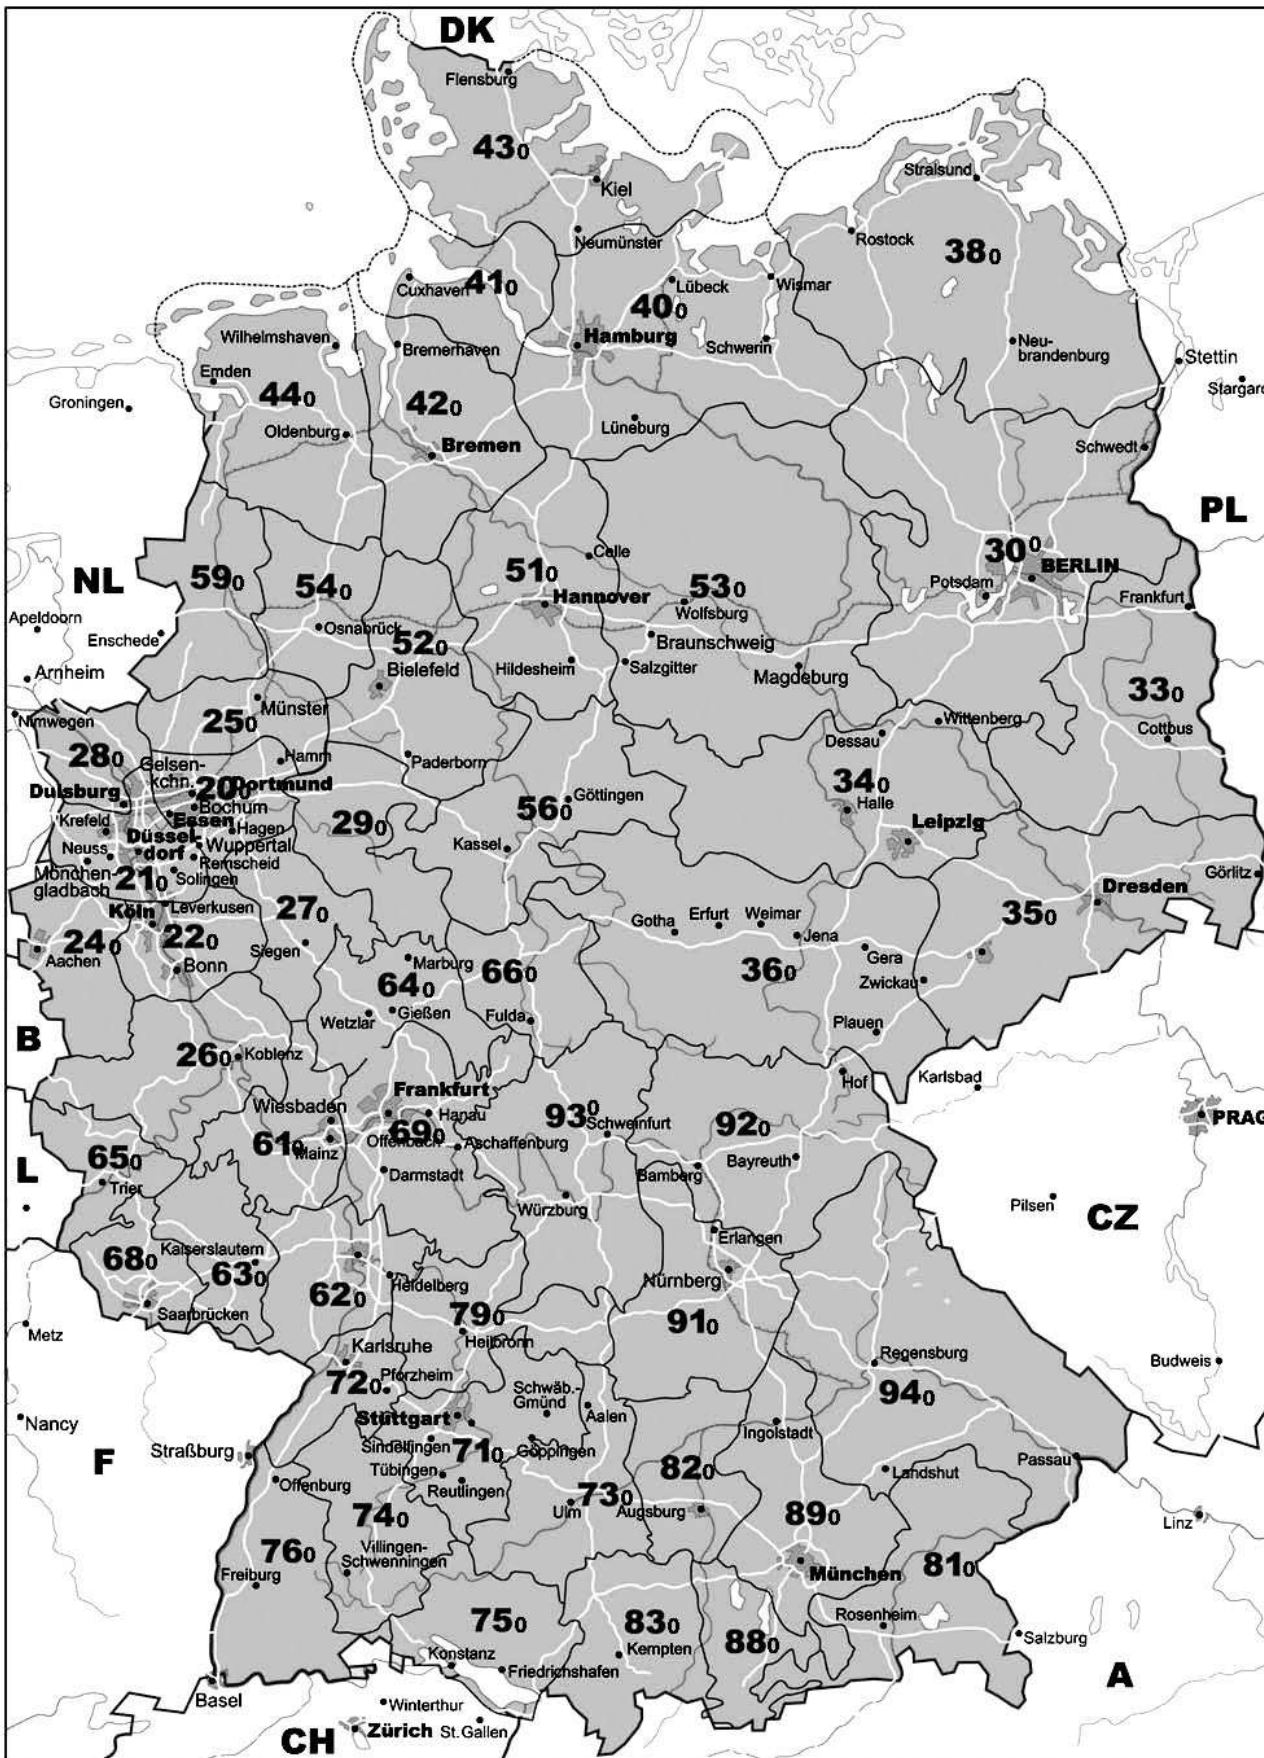 DK
Flensburg
430
Kiel
Stralsund
Rostock
380
Neumünster
Cuxhaven
410
Lübeck
400
Wismar
Wilhelmshaven
Bremerhaven
Hamburg
Schwerin
Neu-
brandenburg
Stettin
Stargard
Emden
Groningen
440
420
Lüneburg
Oldenburg
Bremen
Schwedt
PL
NL
590
540
510
Celle
530
300
BERLIN
Hannover
Wolfsburg
Potsdam
Frankfurt
Apeldoorn
Enschede
Osnabrück
520
Braunschweig
Arnheim
Bielefeld
Hildesheim
Salzgitter
Magdeburg
330
Nimwegen
250
Münster
Wittenberg
Cottbus
280
Gelsen-
kchn.
Hamm
Paderborn
Dessau
340
Duisburg
200
Dortmund
Bochum
Göttingen
Halle
Krefeld
Essen
Hagen
290
560
Leipzig
Neuss
Düssel-
dorf
Wuppertal
Kassel
Remscheid
Mönchen-
gladbach
210
Solingen
Görlitz
Dresden
Köln
Leverkusen
270
350
240
220
Gotha
Erfurt
Weimar
Jena
Aachen
Siegen
Gera
Bonn
Marburg
660
360
Zwickau
640
Wetzlar
Gießen
Fulda
Plauen
B
260
Koblenz
Hof
Karlsbad
Frankfurt
PRAG
Wiesbaden
Hanau
930
Schweinfurt
920
610
Mainz
Offenbach
690
Aschaffenburg
650
L
Trier
Darmstadt
Bamberg
Bayreuth
Würzburg
Pilsen
CZ
Erlangen
680
Kaiserslautern
630
Heidelberg
Nürnberg
620
Saarbrücken
790
Heilbronn
910
Metz
Karlsruhe
Regensburg
Budweis
720
Pforzheim
Schwäb.-
Gmünd
940
Nancy
Stuttgart
Aalen
Ingolstadt
Straßburg
Sindelfingen
710
Göppingen
F
Tübingen
820
Landshut
Passau
Offenburg
Reutlingen
730
740
Ulm
Augsburg
890
Linz
760
Villingen-
Schwenningen
Freiburg
München
810
750
830
880
Rosenheim
Kempten
Salzburg
Konstanz
Friedrichshafen
Basel
A
Winterthur
CH
Zürich
St.Gallen